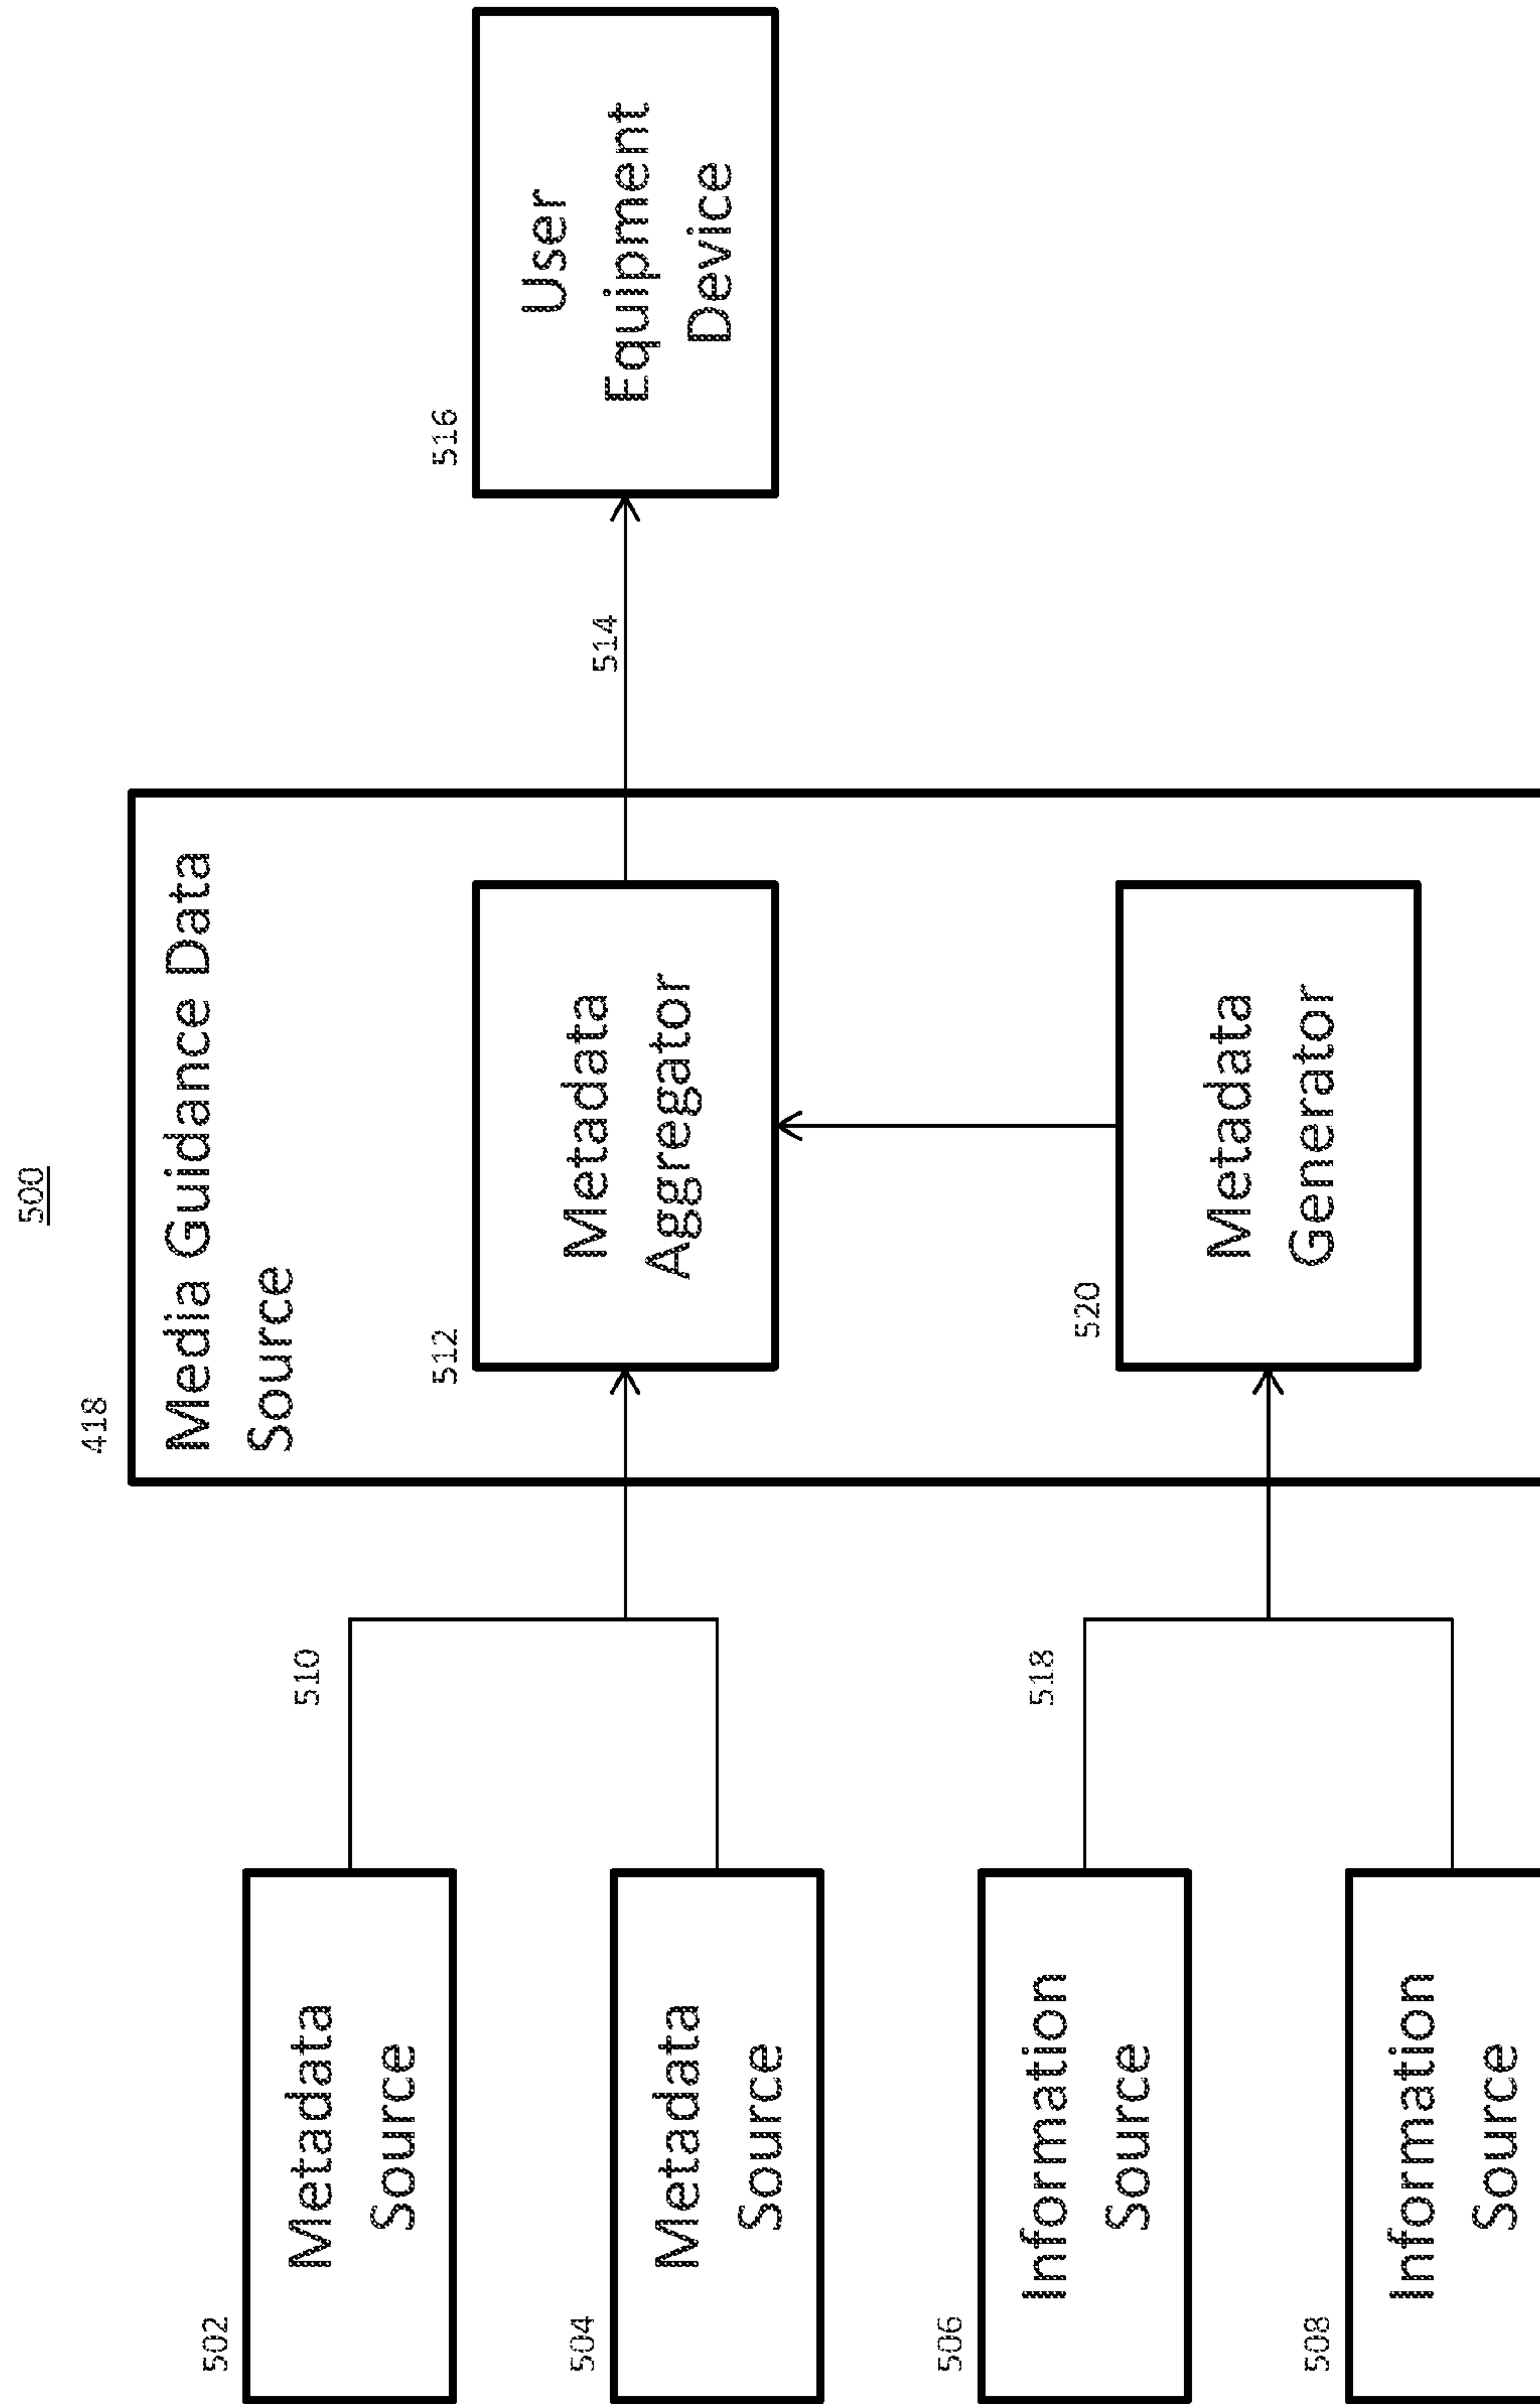 500
418
Media Guidance Data
Source
502
Metadata
Source
510
512
Metadata
Aggregator
514
516
User
Equipment
Device
504
Metadata
Source
506
Information
Source
518
520
Metadata
Generator
508
Information
Source